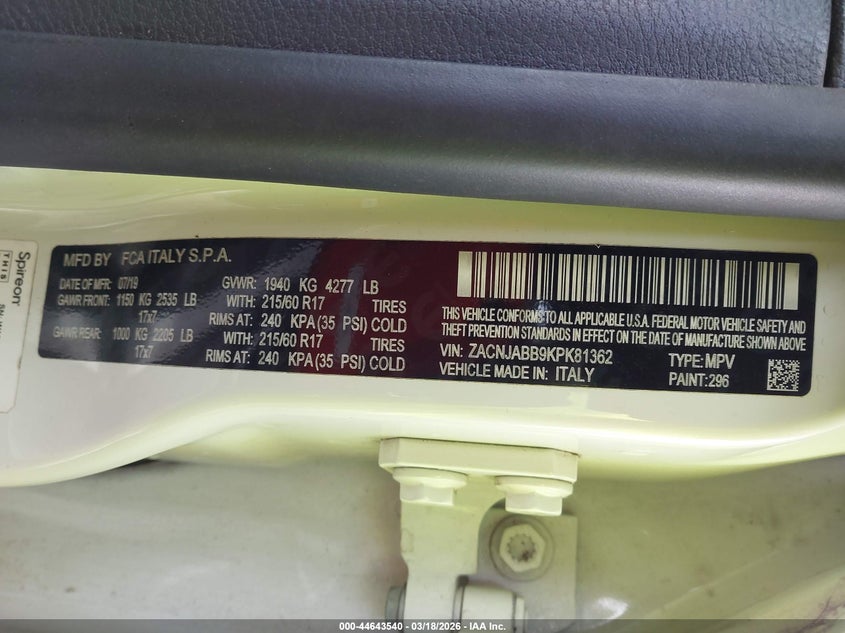 Spireon
THIS
MFD BY FCA ITALY S.P.A.
DATE OF MFR: 07/19 GVWR: 1940 KG 4277 LB
GAWR FRONT: 1150 KG 2535 LB WITH: 215/60 R17 TIRES
17x7 RIMS AT: 240 KPA(35 PSI) COLD
GAWR REAR: 1000 KG 2205 LB WITH: 215/60 R17 TIRES
17x7 RIMS AT: 240 KPA(35 PSI) COLD
THIS VEHICLE CONFORMS TO ALL APPLICABLE U.S.A. FEDERAL MOTOR VEHICLE SAFETY AND
THEFT PREVENTION STANDARDS IN EFFECT ON THE DATE OF MANUFACTURE SHOWN ABOVE.
VIN: ZACNJABB9KPK81362 TYPE: MPV
VEHICLE MADE IN: ITALY PAINT: 296
000-44643540 - 03/18/2026 - IAA Inc.